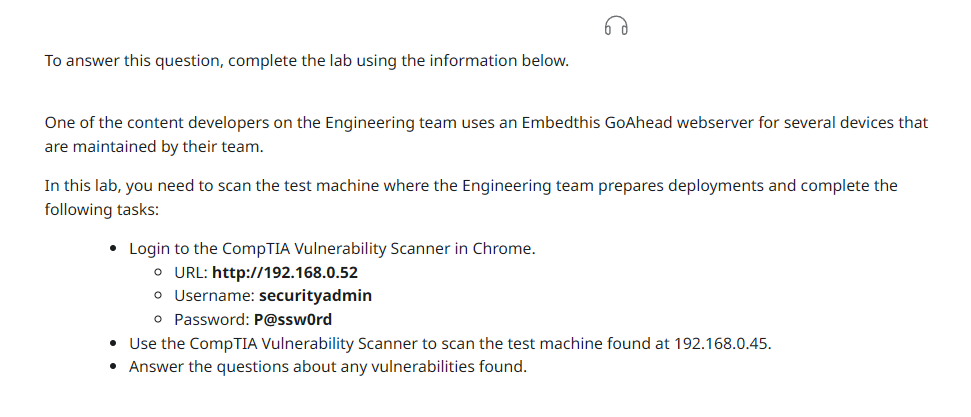 To answer this question, complete the lab using the information below.
One of the content developers on the Engineering team uses an Embedthis GoAhead webserver for several devices that
are maintained by their team.
In this lab, you need to scan the test machine where the Engineering team prepares deployments and complete the
following tasks:
• Login to the CompTIA Vulnerability Scanner in Chrome.
◦ URL: http://192.168.0.52
◦ Username: securityadmin
◦ Password: P@ssw0rd
• Use the CompTIA Vulnerability Scanner to scan the test machine found at 192.168.0.45.
• Answer the questions about any vulnerabilities found.